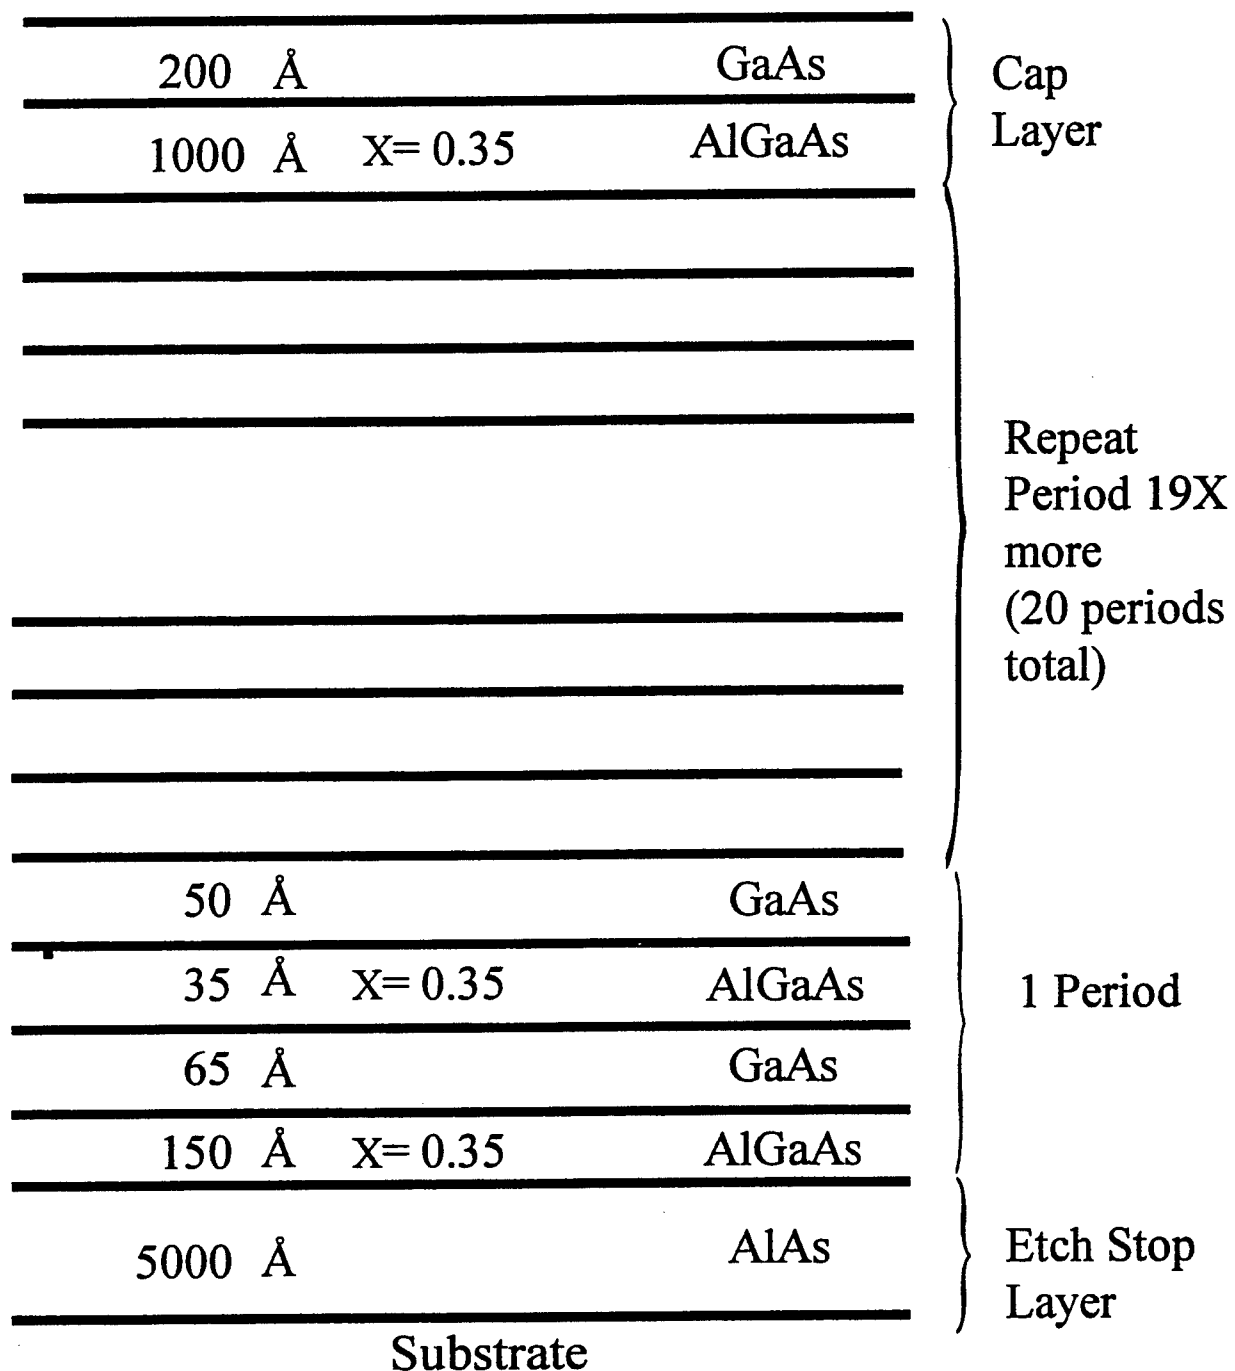 200 Å GaAs
1000 Å X= 0.35 AlGaAs
Cap
Layer
Repeat
Period 19X
more
(20 periods
total)
50 Å GaAs
35 Å X= 0.35 AlGaAs
65 Å GaAs
150 Å X= 0.35 AlGaAs
1 Period
5000 Å AlAs
Etch Stop
Layer
Substrate